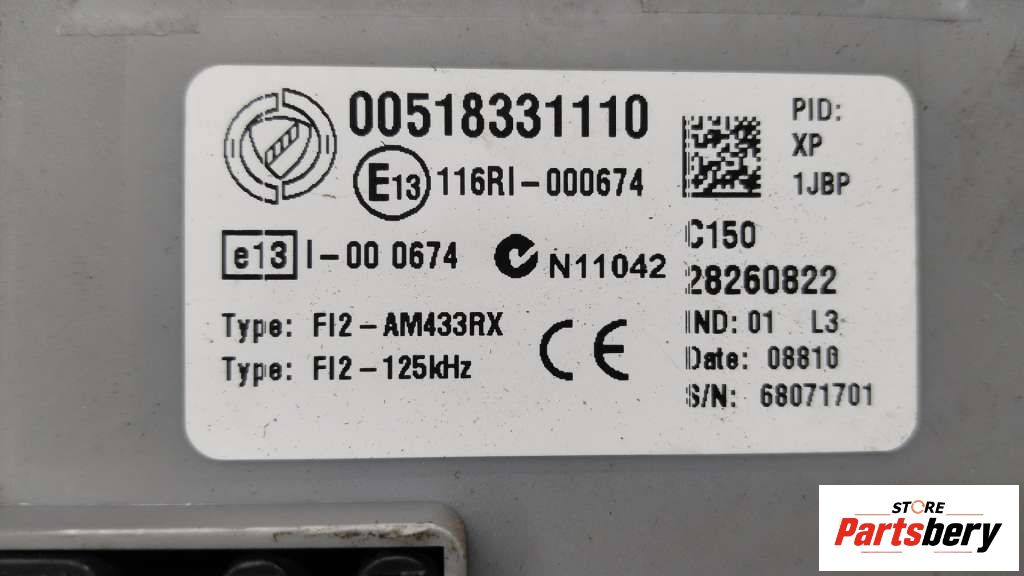 00518331110
E13 116RI-000674
e13 I-00 0674
N11042
Type: FI2-AM433RX
Type: FI2-125kHz
CE
PID:
XP
1JBP
C150
28260822
IND: 01 L3
Date: 08810
S/N: 68071701
STORE
Partsbery